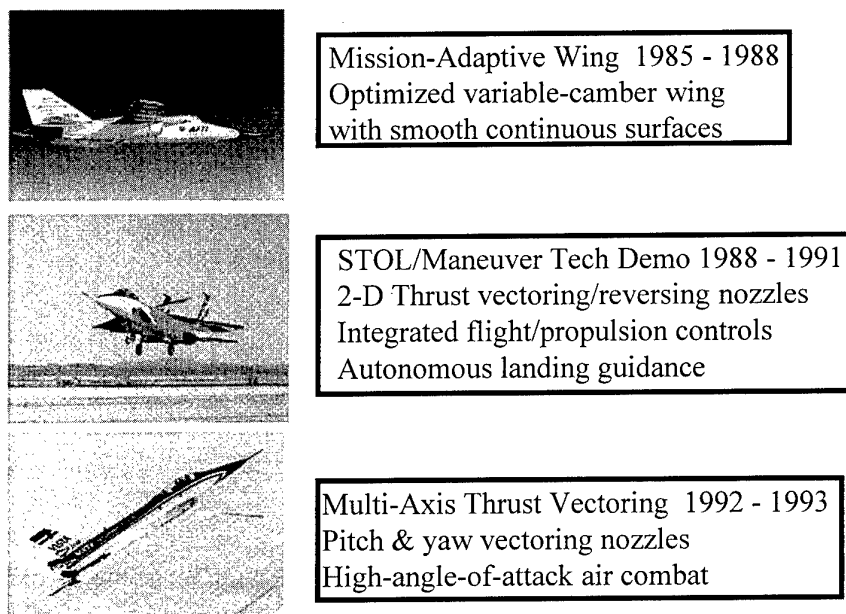 Mission-Adaptive Wing 1985 - 1988
Optimized variable-camber wing
with smooth continuous surfaces
STOL/Maneuver Tech Demo 1988 - 1991
2-D Thrust vectoring/reversing nozzles
Integrated flight/propulsion controls
Autonomous landing guidance
Multi-Axis Thrust Vectoring 1992 - 1993
Pitch & yaw vectoring nozzles
High-angle-of-attack air combat